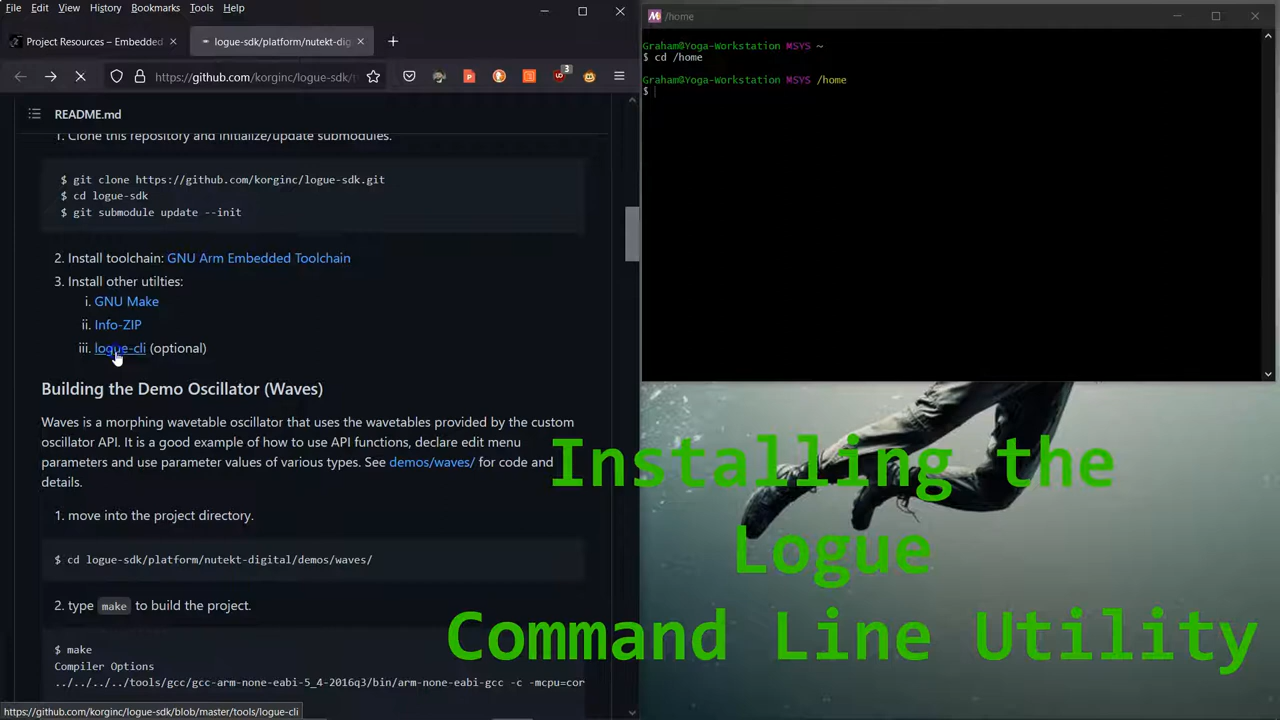 File Edit View History Bookmarks Tools Help
Project Resources – Embedded
logue-sdk/platform/nutekt-dig
https://github.com/korginc/logue-sdk/
3
README.md
1. Clone this repository and initialize/update submodules.
$ git clone https://github.com/korginc/logue-sdk.git
$ cd logue-sdk
$ git submodule update --init
2. Install toolchain: GNU Arm Embedded Toolchain
3. Install other utilties:
i. GNU Make
ii. Info-ZIP
iii. logue-cli (optional)
Building the Demo Oscillator (Waves)
Waves is a morphing wavetable oscillator that uses the wavetables provided by the custom
oscillator API. It is a good example of how to use API functions, declare edit menu
parameters and use parameter values of various types. See demos/waves/ for code and
details.
1. move into the project directory.
$ cd logue-sdk/platform/nutekt-digital/demos/waves/
2. type make to build the project.
$ make
Compiler Options
../../../../tools/gcc/gcc-arm-none-eabi-5_4-2016q3/bin/arm-none-eabi-gcc -c -mcpu=cor
https://github.com/korginc/logue-sdk/blob/master/tools/logue-cli
/home
Graham@Yoga-Workstation MSYS ~
$ cd /home
Graham@Yoga-Workstation MSYS /home
$
Installing the
Logue
Command Line Utility